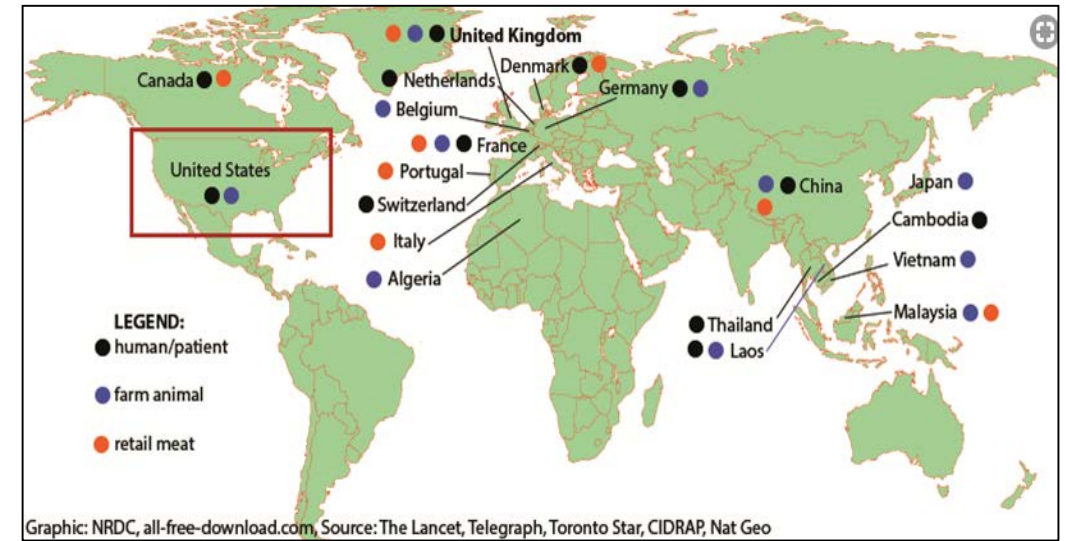 United Kingdom
Denmark
Canada
Netherlands
Germany
Belgium
France
United States
Portugal
China
Japan
Switzerland
Cambodia
Italy
Vietnam
Algeria
Malaysia
LEGEND:
human/patient
Thailand
Laos
farm animal
retail meat
Graphic: NRDC, all-free-download.com, Source: The Lancet, Telegraph, Toronto Star, CIDRAP, Nat Geo